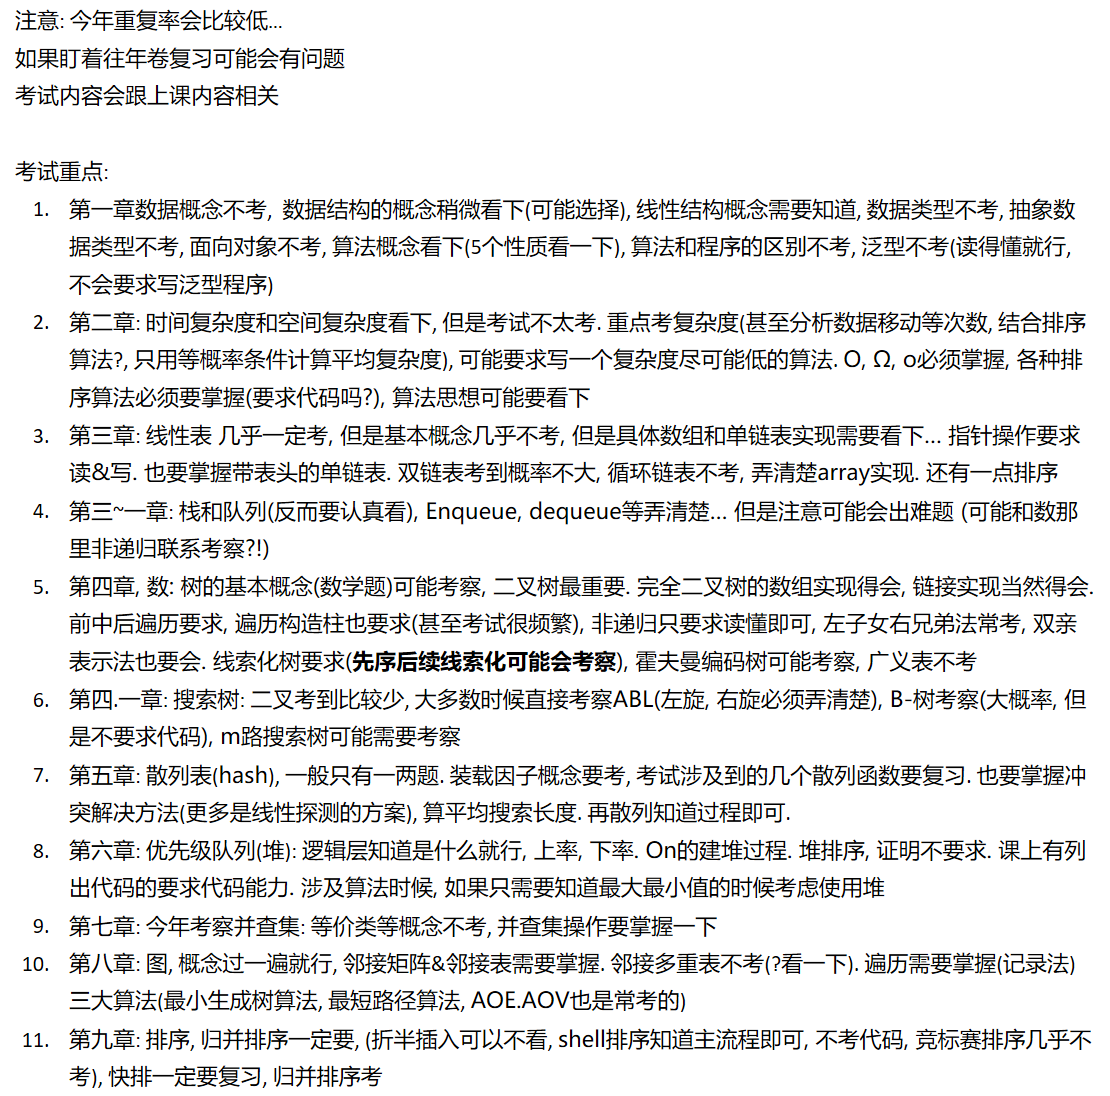 注意: 今年重复率会比较低...
如果盯着往年卷复习可能会有问题
考试内容会跟上课内容相关
考试重点:
1. 第一章数据概念不考, 数据结构的概念稍微看下(可能选择), 线性结构概念需要知道, 数据类型不考, 抽象数
据类型不考, 面向对象不考, 算法概念看下(5个性质看一下), 算法和程序的区别不考, 泛型不考(读得懂就行,
不会要求写泛型程序)
2. 第二章: 时间复杂度和空间复杂度看下, 但是考试不太考. 重点考复杂度(甚至分析数据移动等次数, 结合排序
算法?, 只用等概率条件计算平均复杂度), 可能要求写一个复杂度尽可能低的算法. O, Ω, o必须掌握, 各种排
序算法必须要掌握(要求代码吗?), 算法思想可能要看下
3. 第三章: 线性表 几乎一定考, 但是基本概念几乎不考, 但是具体数组和单链表实现需要看下... 指针操作要求
读&写. 也要掌握带表头的单链表. 双链表考到概率不大, 循环链表不考, 弄清楚array实现. 还有一点排序
4. 第三~一章: 栈和队列(反而要认真看), Enqueue, dequeue等弄清楚... 但是注意可能会出难题 (可能和数那
里非递归联系考察?!)
5. 第四章, 数: 树的基本概念(数学题)可能考察, 二叉树最重要. 完全二叉树的数组实现得会, 链接实现当然得会.
前中后遍历要求, 遍历构造柱也要求(甚至考试很频繁), 非递归只要求读懂即可, 左子女右兄弟法常考, 双亲
表示法也要会. 线索化树要求(先序后续线索化可能会考察), 霍夫曼编码树可能考察, 广义表不考
6. 第四.一章: 搜索树: 二叉考到比较少, 大多数时候直接考察ABL(左旋, 右旋必须弄清楚), B-树考察(大概率, 但
是不要求代码), m路搜索树可能需要考察
7. 第五章: 散列表(hash), 一般只有一两题. 装载因子概念要考, 考试涉及到的几个散列函数要复习. 也要掌握冲
突解决方法(更多是线性探测的方案), 算平均搜索长度. 再散列知道过程即可.
8. 第六章: 优先级队列(堆): 逻辑层知道是什么就行, 上率, 下率. On的建堆过程. 堆排序, 证明不要求. 课上有列
出代码的要求代码能力. 涉及算法时候, 如果只需要知道最大最小值的时候考虑使用堆
9. 第七章: 今年考察并查集: 等价类等概念不考, 并查集操作要掌握一下
10. 第八章: 图, 概念过一遍就行, 邻接矩阵&邻接表需要掌握. 邻接多重表不考(?看一下). 遍历需要掌握(记录法)
三大算法(最小生成树算法, 最短路径算法, AOE.AOV也是常考的)
11. 第九章: 排序, 归并排序一定要, (折半插入可以不看, shell排序知道主流程即可, 不考代码, 竞标赛排序几乎不
考), 快排一定要复习, 归并排序考